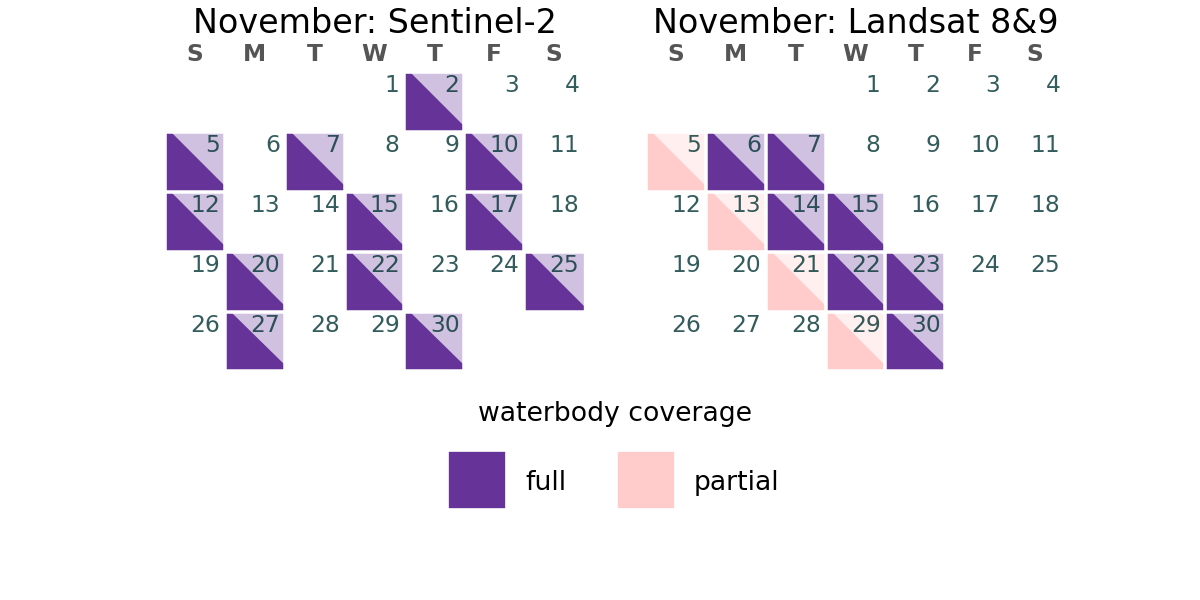 November: Sentinel-2
S M T W T F S
1 2 3 4
5 6 7 8 9 10 11
12 13 14 15 16 17 18
19 20 21 22 23 24 25
26 27 28 29 30
November: Landsat 8&9
S M T W T F S
1 2 3 4
5 6 7 8 9 10 11
12 13 14 15 16 17 18
19 20 21 22 23 24 25
26 27 28 29 30
waterbody coverage
full partial